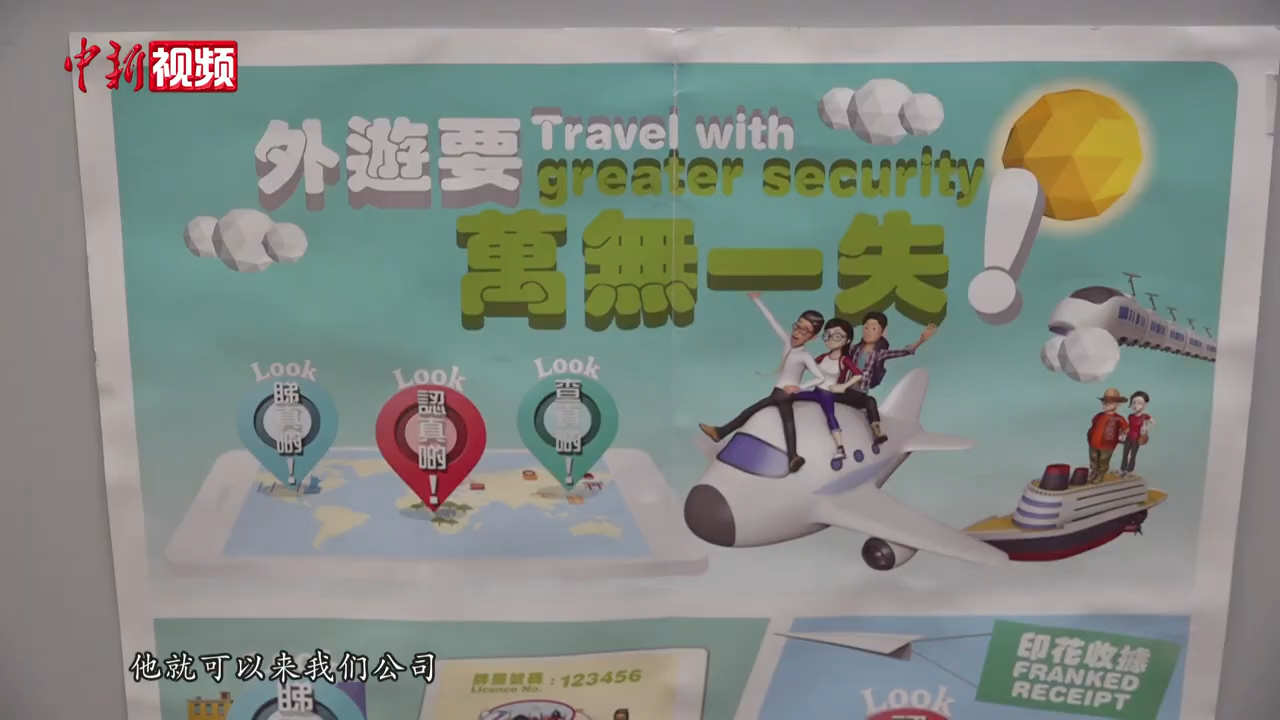 中新视频
外遊要
Travel with
greater security
萬無一失!
Look
睇真啲!
Look
認真啲!
Look
查真啲!
牌照號碼:123456
Licence No.
印花收據
FRANKED
RECEIPT
Look
睇
他就可以来我们公司